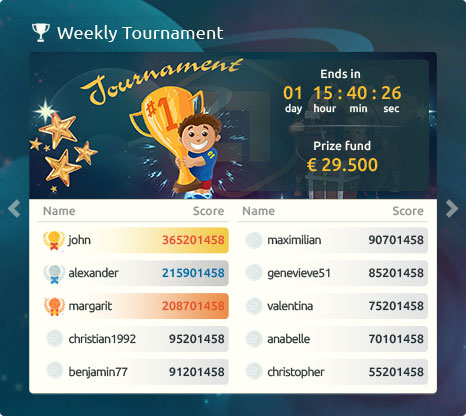 Weekly Tournament
Tournament
#1
Ends in
01 15 : 40 : 26
day hour min sec
Prize fund
€ 29.500
Name Score
john 365201458
alexander 215901458
margarit 208701458
christian1992 95201458
benjamin77 91201458
Name Score
maximilian 90701458
genevieve51 85201458
valentina 75201458
anabelle 70101458
christopher 55201458